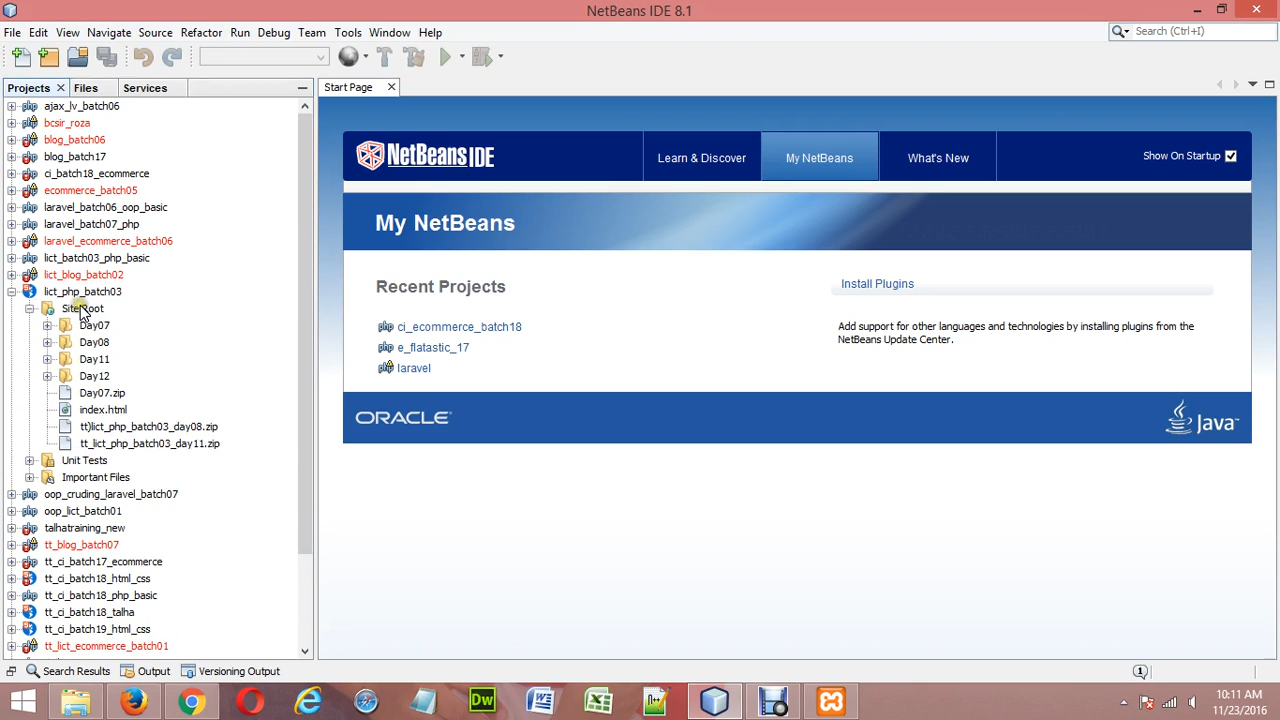 NetBeans IDE 8.1
File Edit View Navigate Source Refactor Run Debug Team Tools Window Help
Search (Ctrl+I)
Projects Files Services
Start Page
ajax_lv_batch06
bcsir_roza
blog_batch06
blog_batch17
ci_batch18_ecommerce
ecommerce_batch05
laravel_batch06_oop_basic
laravel_batch07_php
laravel_ecommerce_batch06
lict_batch03_php_basic
lict_blog_batch02
lict_php_batch03
Site Root
Day07
Day08
Day11
Day12
Day07.zip
index.html
tt)lict_php_batch03_day08.zip
tt_lict_php_batch03_day11.zip
Unit Tests
Important Files
oop_cruding_laravel_batch07
oop_lict_batch01
talhatraining_new
tt_blog_batch07
tt_ci_batch17_ecommerce
tt_ci_batch18_html_css
tt_ci_batch18_php_basic
tt_ci_batch18_talha
tt_ci_batch19_html_css
tt_lict_ecommerce_batch01
NetBeans IDE
Learn & Discover
My NetBeans
What's New
Show On Startup
My NetBeans
Recent Projects
ci_ecommerce_batch18
e_flatastic_17
laravel
Install Plugins
Add support for other languages and technologies by installing plugins from the
NetBeans Update Center.
ORACLE
Java
Search Results Output Versioning Output
1
Dw
10:11 AM
11/23/2016